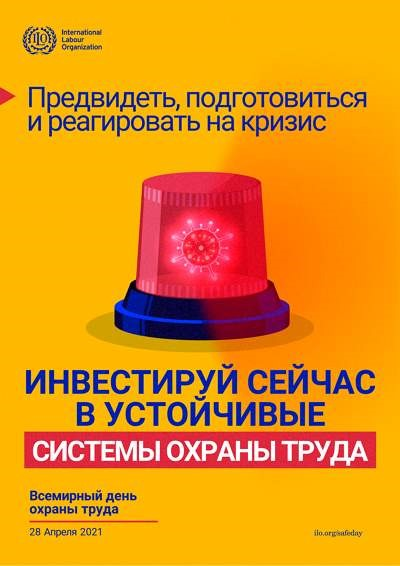 International
Labour
Organization
Предвидеть, подготовиться
и реагировать на кризис
ИНВЕСТИРУЙ СЕЙЧАС
В УСТОЙЧИВЫЕ
СИСТЕМЫ ОХРАНЫ ТРУДА
Всемирный день
охраны труда
28 Апреля 2021
ilo.org/safeday